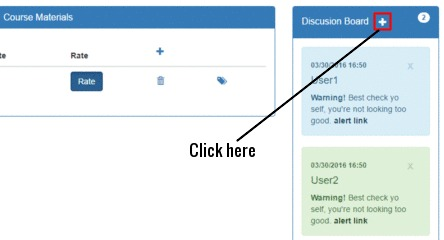 Course Materials
Discusion Board + 2
te Rate +
Rate
03/30/2016 16:50 X
User1
Warning! Best check yo
self, you're not looking too
good. alert link
Click here
03/30/2016 16:50 X
User2
Warning! Best check yo
self, you're not looking too
good. alert link